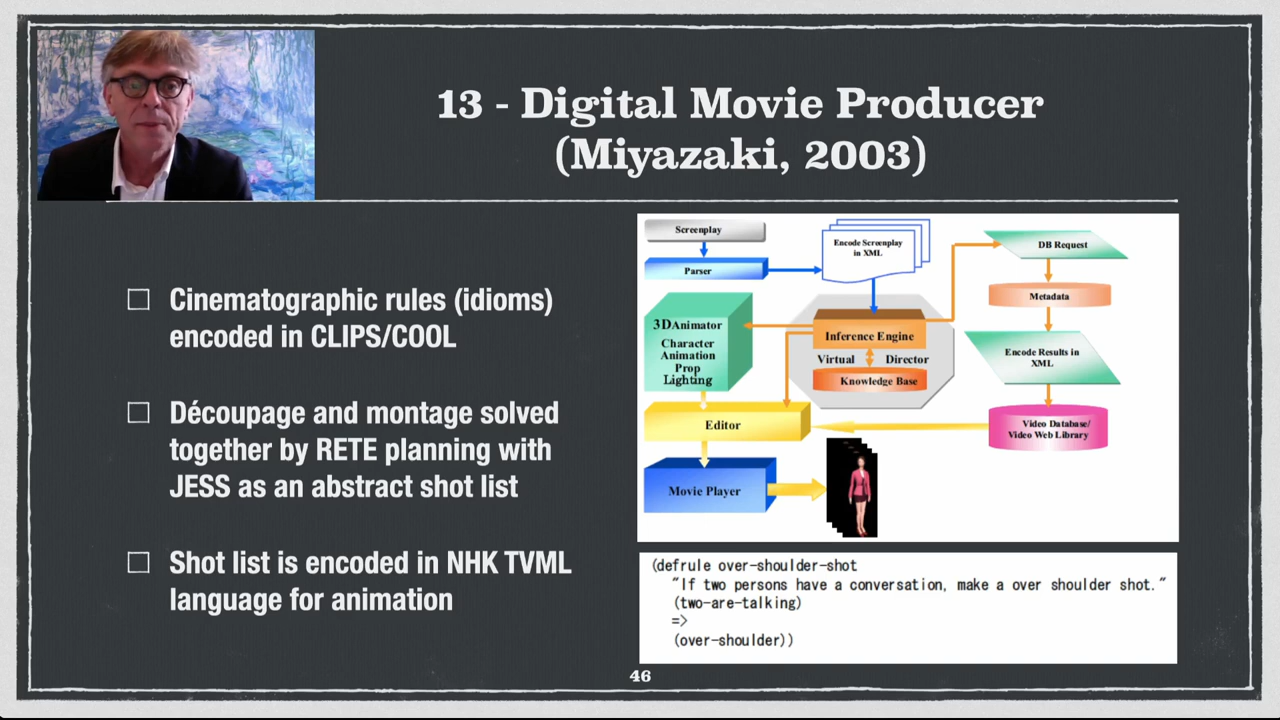 13 - Digital Movie Producer
(Miyazaki, 2003)
Cinematographic rules (idioms)
encoded in CLIPS/COOL
Découpage and montage solved
together by RETE planning with
JESS as an abstract shot list
Shot list is encoded in NHK TVML
language for animation
Screenplay
Parser
Encode Screenplay
in XML
DB Request
Metadata
3DAnimator
Character
Animation
Prop
Lighting
Inference Engine
Virtual Director
Knowledge Base
Encode Results in
XML
Editor
Video Database/
Video Web Library
Movie Player
(defrule over-shoulder-shot
"If two persons have a conversation, make a over shoulder shot."
(two-are-talking)
=>
(over-shoulder))
46